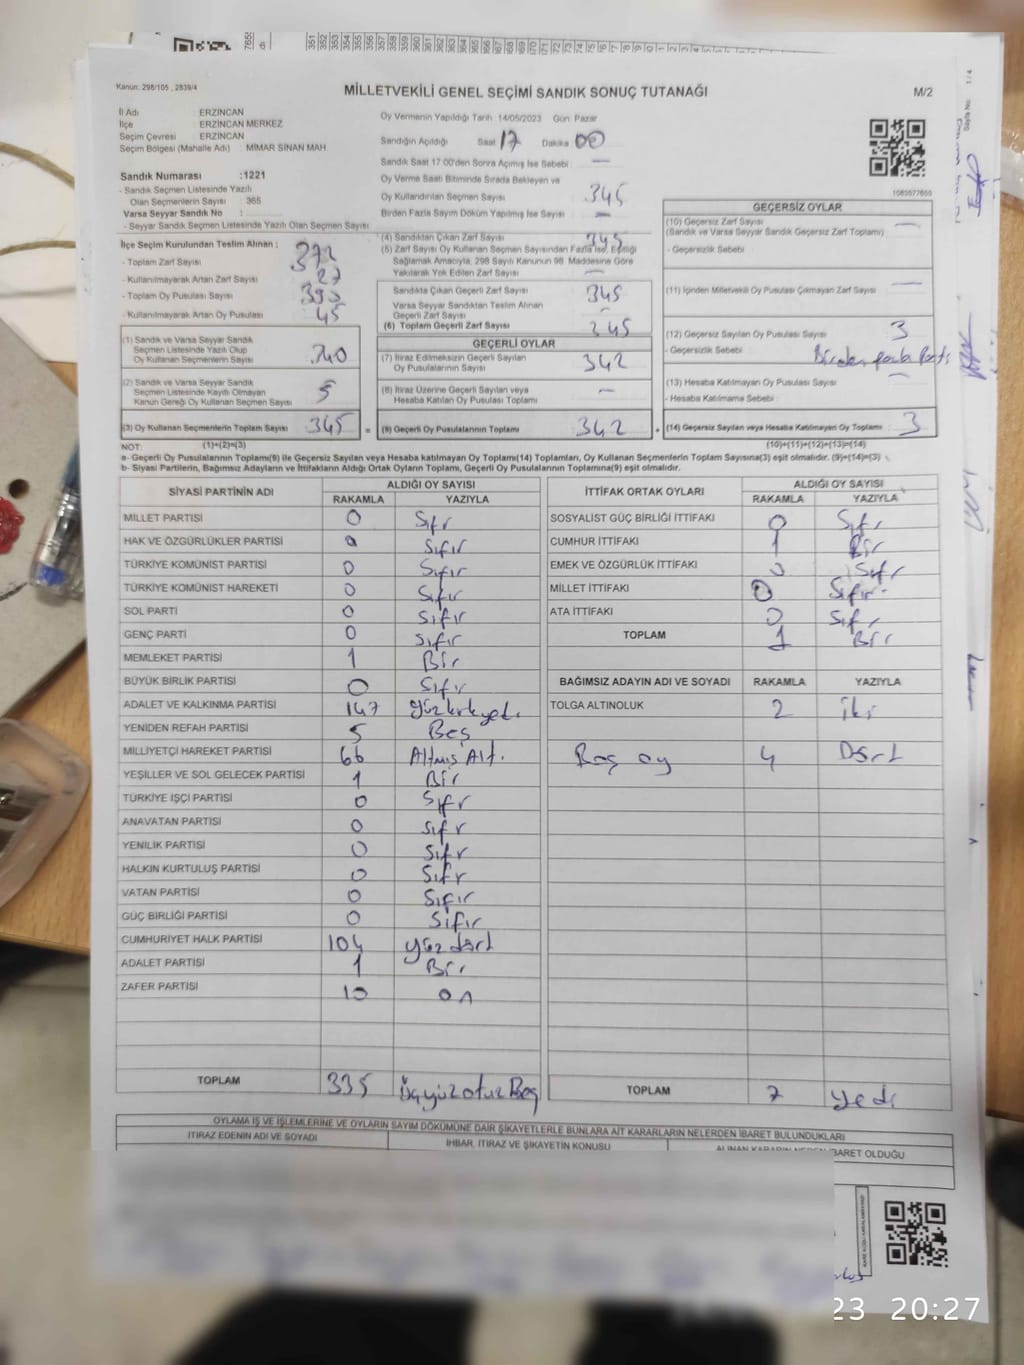 Kanun: 298/105 , 2839/4
MİLLETVEKİLİ GENEL SEÇİMİ SANDIK SONUÇ TUTANAĞI
M/2
Sayfa No: 1 / 4
İl Adı : ERZİNCAN
İlçe : ERZİNCAN MERKEZ
Seçim Çevresi : ERZİNCAN
Seçim Bölgesi (Mahalle Adı) : MİMAR SİNAN MAH
Sandık Numarası :1221
- Sandık Seçmen Listesinde Yazılı
Olan Seçmenlerin Sayısı : 365
Varsa Seyyar Sandık No :
- Seyyar Sandık Seçmen Listesinde Yazılı Olan Seçmen Sayısı
İlçe Seçim Kurulundan Teslim Alınan :
- Toplam Zarf Sayısı 372
- Kullanılmayarak Artan Zarf Sayısı 27
- Toplam Oy Pusulası Sayısı 390
- Kullanılmayarak Artan Oy Pusulası 45
(1) Sandık ve Varsa Seyyar Sandık
Seçmen Listesinde Yazılı Olup
Oy Kullanan Seçmenlerin Sayısı 340
(2) Sandık ve Varsa Seyyar Sandık
Seçmen Listesinde Kaydı Olmayan
Kanun Gereği Oy Kullanan Seçmen Sayısı 5
(3) Oy Kullanan Seçmenlerin Toplam Sayısı 345
(1)+(2)=(3)
Oy Vermenin Yapıldığı Tarih 14/05/2023 Gün Pazar
Sandığın Açıldığı Saat 17 Dakika 00
Sandık Saat 17:00'den Sonra Açımış İse Sebebi : —
Oy Verme Saati Bitiminde Sırada Bekleyen ve
Oy Kullandırılan Seçmen Sayısı : 345
Birden Fazla Sayım Döküm Yapılmış İse Sayısı : —
(4) Sandıktan Çıkan Zarf Sayısı 345
(5) Zarf Sayısı Oy Kullanan Seçmen Sayısından Fazla İse, Eşitliği
Sağlamak Amacıyla, 298 Sayılı Kanunun 98. Maddesine Göre
Yakılarak Yok Edilen Zarf Sayısı —
Sandıkta Çıkan Geçerli Zarf Sayısı 345
Varsa Seyyar Sandıktan Teslim Alınan
Geçerli Zarf Sayısı —
(6) Toplam Geçerli Zarf Sayısı 345
GEÇERLİ OYLAR
(7) İtiraz Edilmeksizin Geçerli Sayılan
Oy Pusulalarının Sayısı 342
(8) İtiraz Üzerine Geçerli Sayılan veya
Hesaba Katılan Oy Pusulası Toplamı —
(9) Geçerli Oy Pusulalarının Toplamı 342
1083577650
GEÇERSİZ OYLAR
(10) Geçersiz Zarf Sayısı —
(Sandık ve Varsa Seyyar Sandık Geçersiz Zarf Toplamı)
- Geçersizlik Sebebi :
(11) İçinden Milletvekili Oy Pusulası Çıkmayan Zarf Sayısı —
(12) Geçersiz Sayılan Oy Pusulası Sayısı 3
- Geçersizlik Sebebi : Birden fazla Parti
(13) Hesaba Katılmayan Oy Pusulası Sayısı —
- Hesaba Katılmama Sebebi :
(14) Geçersiz Sayılan veya Hesaba Katılmayan Oy Toplamı 3
(10)+(11)+(12)+(13)=(14)
NOT:
a- Geçerli Oy Pusulalarının Toplamı(9) ile Geçersiz Sayılan veya Hesaba katılmayan Oy Toplamı(14) Toplamları, Oy Kullanan Seçmenlerin Toplam Sayısına(3) eşit olmalıdır. (9)+(14)=(3)
b- Siyasi Partilerin, Bağımsız Adayların ve İttifakların Aldığı Ortak Oyların Toplamı, Geçerli Oy Pusulalarının Toplamına(9) eşit olmalıdır.
SİYASİ PARTİNİN ADI ALDIĞI OY SAYISI
RAKAMLA YAZIYLA
MİLLET PARTİSİ 0 Sıfır
HAK VE ÖZGÜRLÜKLER PARTİSİ 0 Sıfır
TÜRKİYE KOMÜNİST PARTİSİ 0 Sıfır
TÜRKİYE KOMÜNİST HAREKETİ 0 Sıfır
SOL PARTİ 0 Sıfır
GENÇ PARTİ 0 Sıfır
MEMLEKET PARTİSİ 1 Bir
BÜYÜK BİRLİK PARTİSİ 0 Sıfır
ADALET VE KALKINMA PARTİSİ 147 Yüzkırkyedi
YENİDEN REFAH PARTİSİ 5 Beş
MİLLİYETÇİ HAREKET PARTİSİ 66 Altmış Alt.
YEŞİLLER VE SOL GELECEK PARTİSİ 1 Bir
TÜRKİYE İŞÇİ PARTİSİ 0 Sıfır
ANAVATAN PARTİSİ 0 Sıfır
YENİLİK PARTİSİ 0 Sıfır
HALKIN KURTULUŞ PARTİSİ 0 Sıfır
VATAN PARTİSİ 0 Sıfır
GÜÇ BİRLİĞİ PARTİSİ 0 Sıfır
CUMHURİYET HALK PARTİSİ 104 Yüz dört
ADALET PARTİSİ 1 Bir
ZAFER PARTİSİ 10 on
TOPLAM 335 Üçyüzotuz Beş
İTTİFAK ORTAK OYLARI ALDIĞI OY SAYISI
RAKAMLA YAZIYLA
SOSYALİST GÜÇ BİRLİĞİ İTTİFAKI 0 Sıfır
CUMHUR İTTİFAKI 1 Bir
EMEK VE ÖZGÜRLÜK İTTİFAKI 0 Sıfır
MİLLET İTTİFAKI 0 Sıfır
ATA İTTİFAKI 0 Sıfır
TOPLAM 1 Bir
BAĞIMSIZ ADAYIN ADI VE SOYADI RAKAMLA YAZIYLA
TOLGA ALTINOLUK 2 iki
Boş oy 4 Dört
TOPLAM 7 Yedi
OYLAMA İŞ VE İŞLEMLERİNE VE OYLARIN SAYIM DÖKÜMÜNE DAİR ŞİKAYETLERLE BUNLARA AİT KARARLARIN NELERDEN İBARET BULUNDUKLARI
İTİRAZ EDENİN ADI VE SOYADI
İHBAR, İTİRAZ VE ŞİKAYETİN KONUSU
23 20:27